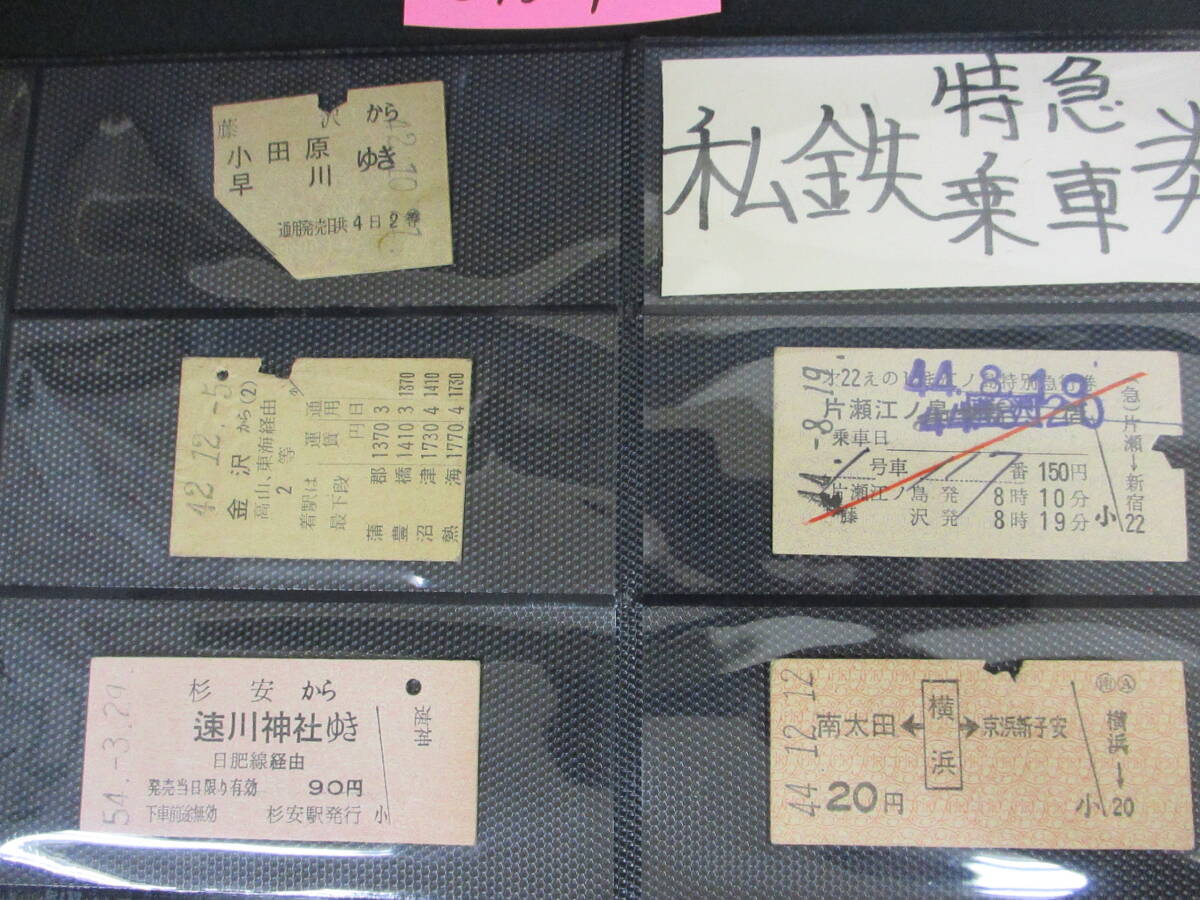 藤 沢 から
小 田 原 ゆき
早 川
通用発売日共4日2等
42.10
私鉄 特急 乗車 券
42.12.-5
金 沢 から(2)
高山、東海経由
2 等
着駅は 運 通
最下段 賃 用
円 日
蒲 郡 1370 3 1370
豊 橋 1410 3 1410
沼 津 1730 4 1730
熱 海 1770 4
44.-8.19
片瀬江ノ島
44. 8. 19
乗車日
号車 番 150円
片瀬江ノ島 発 8時10分
藤 沢 発 8時19分
(急)片瀬→新宿
小 22
54.-3.29.
杉 安 から
速川神社ゆき
日肥線経由
発売当日限り有効 90円
下車前途無効 杉安駅発行
小
44.12.12
南太田←横浜→京浜新子安
20円
横浜→20
小